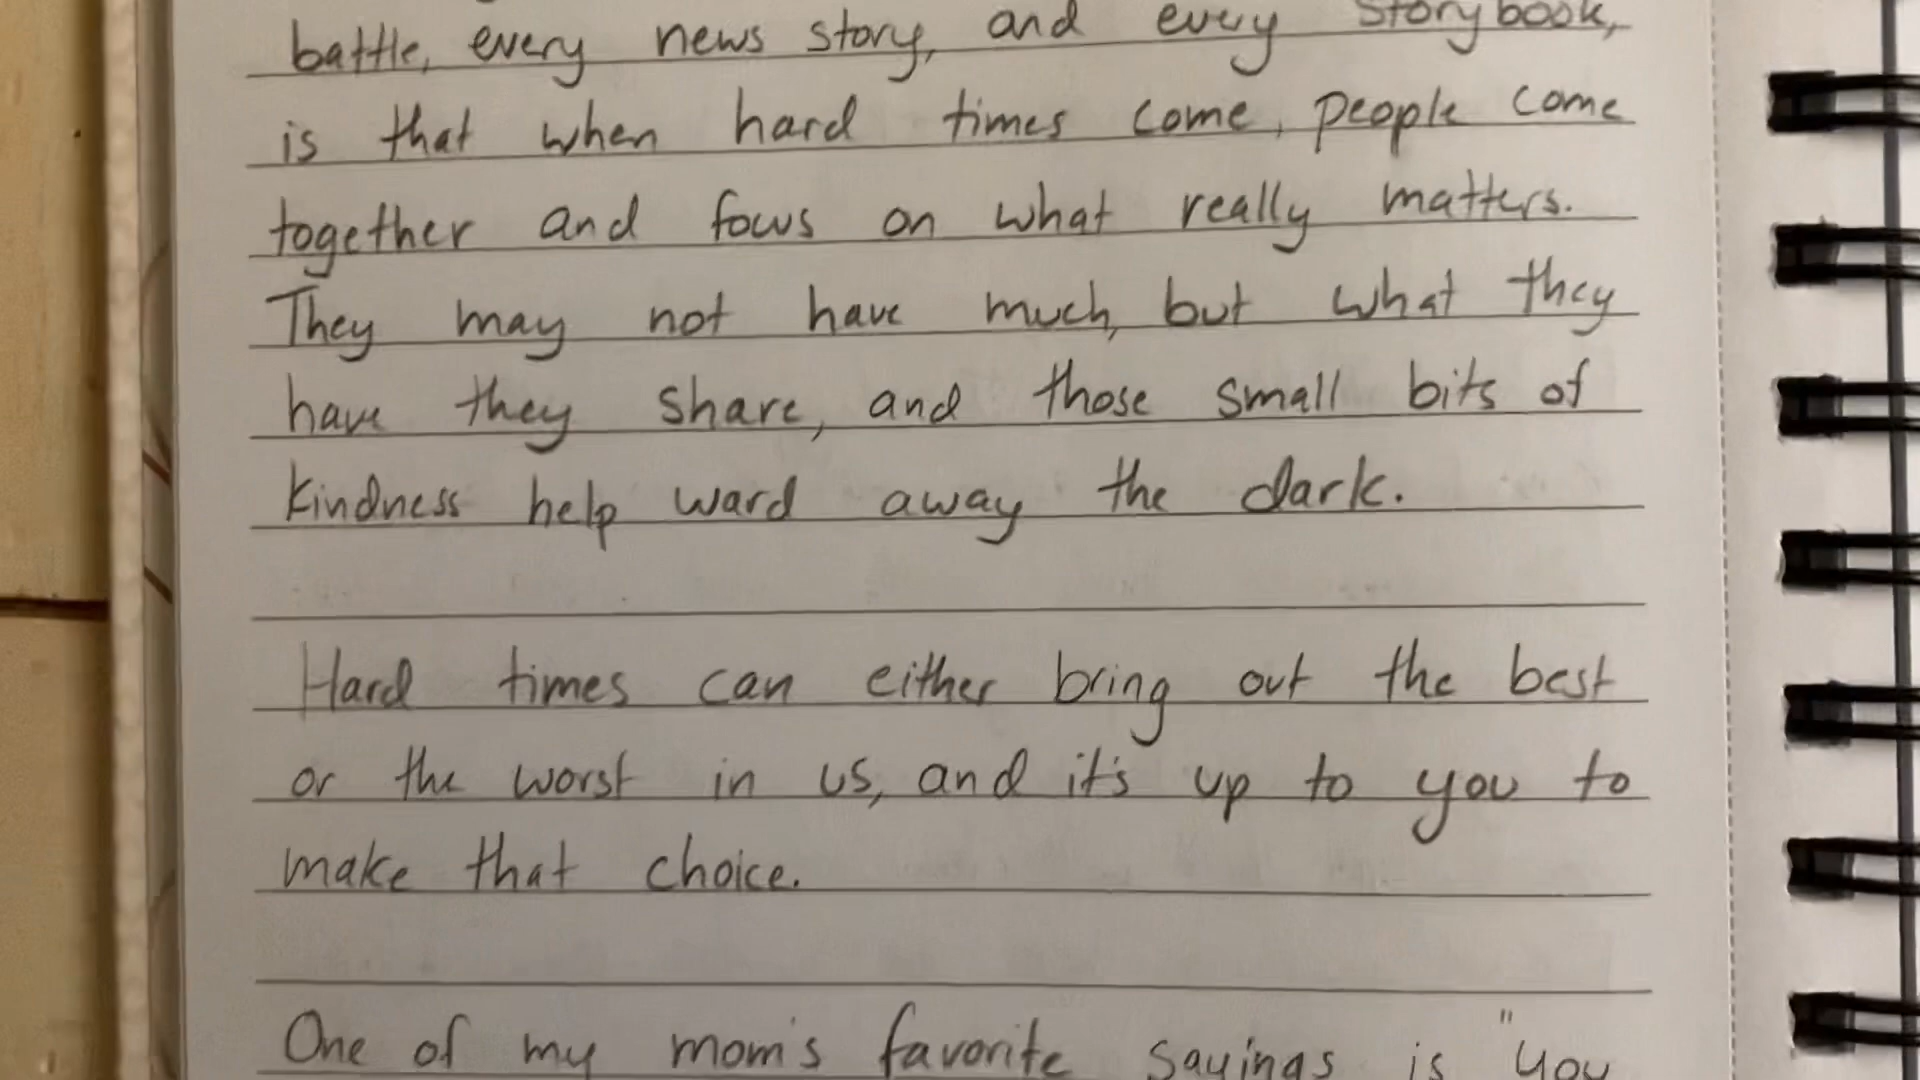 battle, every news story, and every storybook,
is that when hard times come, people come
together and focus on what really matters.
They may not have much, but what they
have they share, and those small bits of
kindness help ward away the dark.
Hard times can either bring out the best
or the worst in us, and it's up to you to
make that choice.
One of my mom's favorite sayings is "you